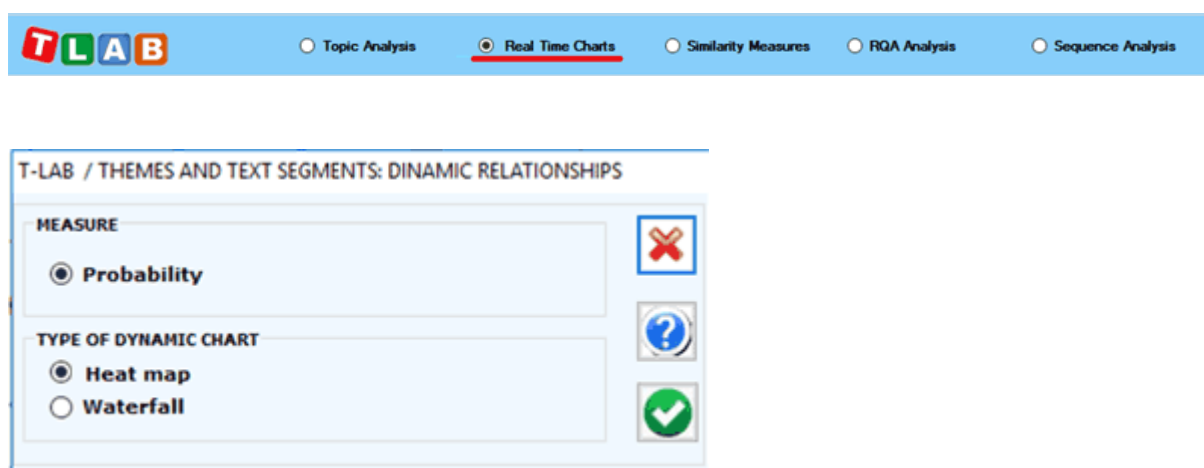 TLAB Topic Analysis Real Time Charts Similarity Measures RQA Analysis Sequence Analysis
T-LAB / THEMES AND TEXT SEGMENTS: DINAMIC RELATIONSHIPS
MEASURE
Probability
TYPE OF DYNAMIC CHART
Heat map
Waterfall